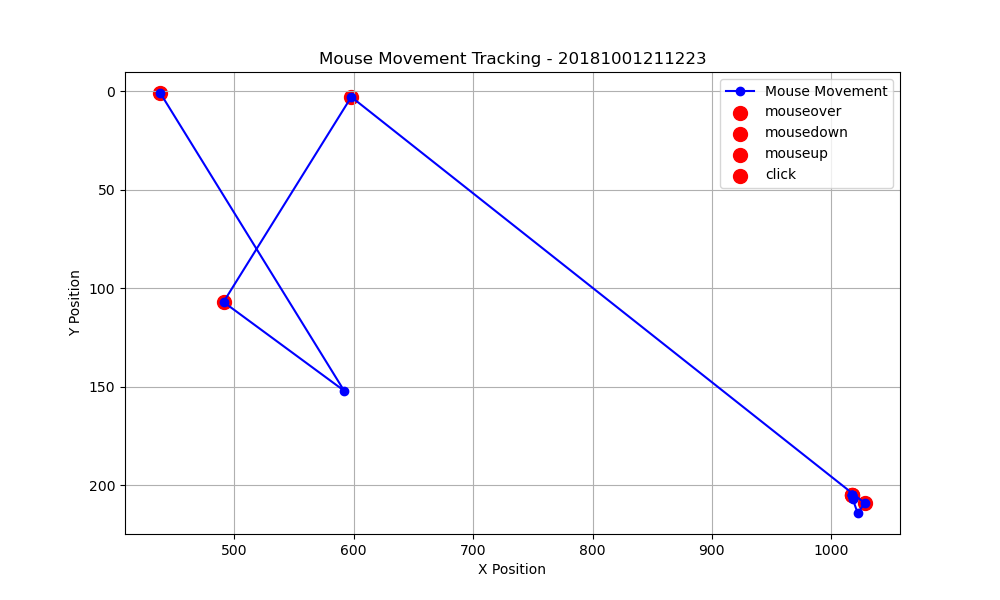 Mouse Movement Tracking - 20181001211223
Mouse Movement
mouseover
mousedown
mouseup
click
0
50
100
150
200
Y Position
500
600
700
800
900
1000
X Position